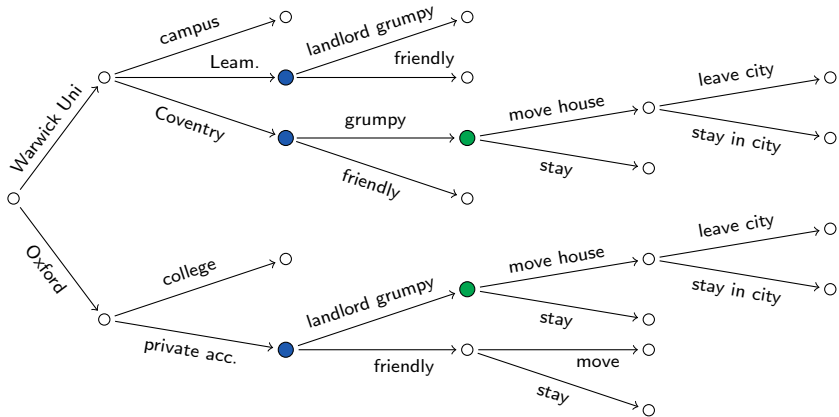 campus
landlord grumpy
Leam.
friendly
leave city
Warwick Uni
Coventry
grumpy
move house
stay in city
stay
friendly
leave city
Oxford
college
landlord grumpy
move house
stay in city
stay
private acc.
friendly
move
stay